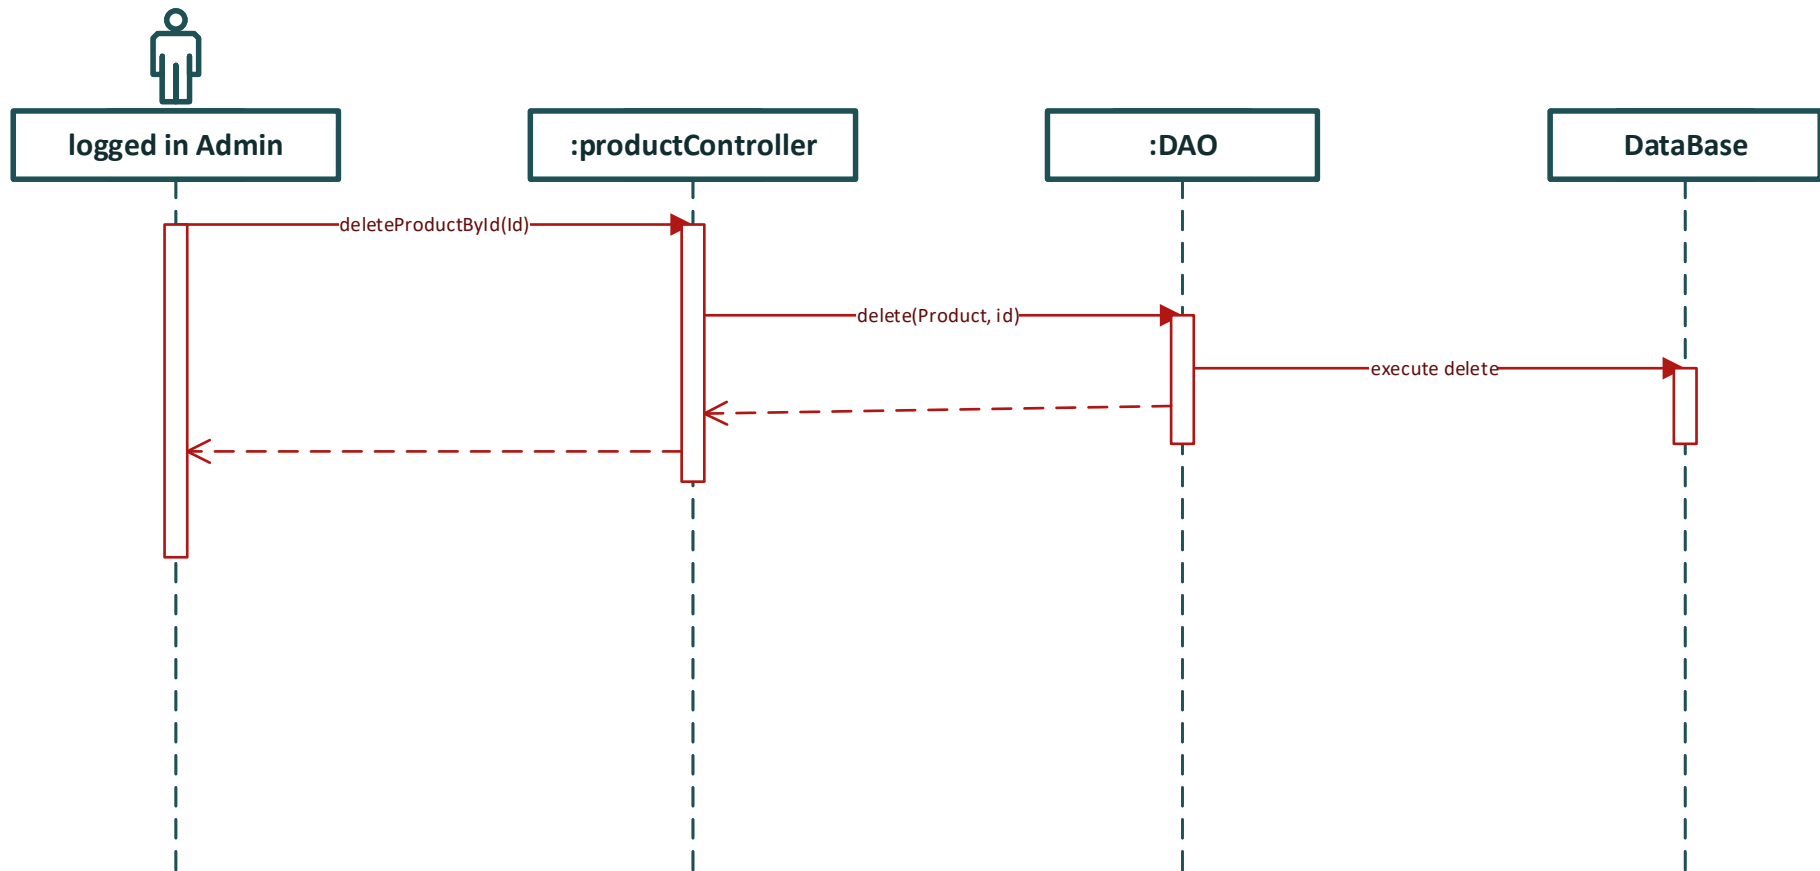 logged in Admin
:productController
:DAO
DataBase
deleteProductById(Id)
delete(Product, id)
execute delete